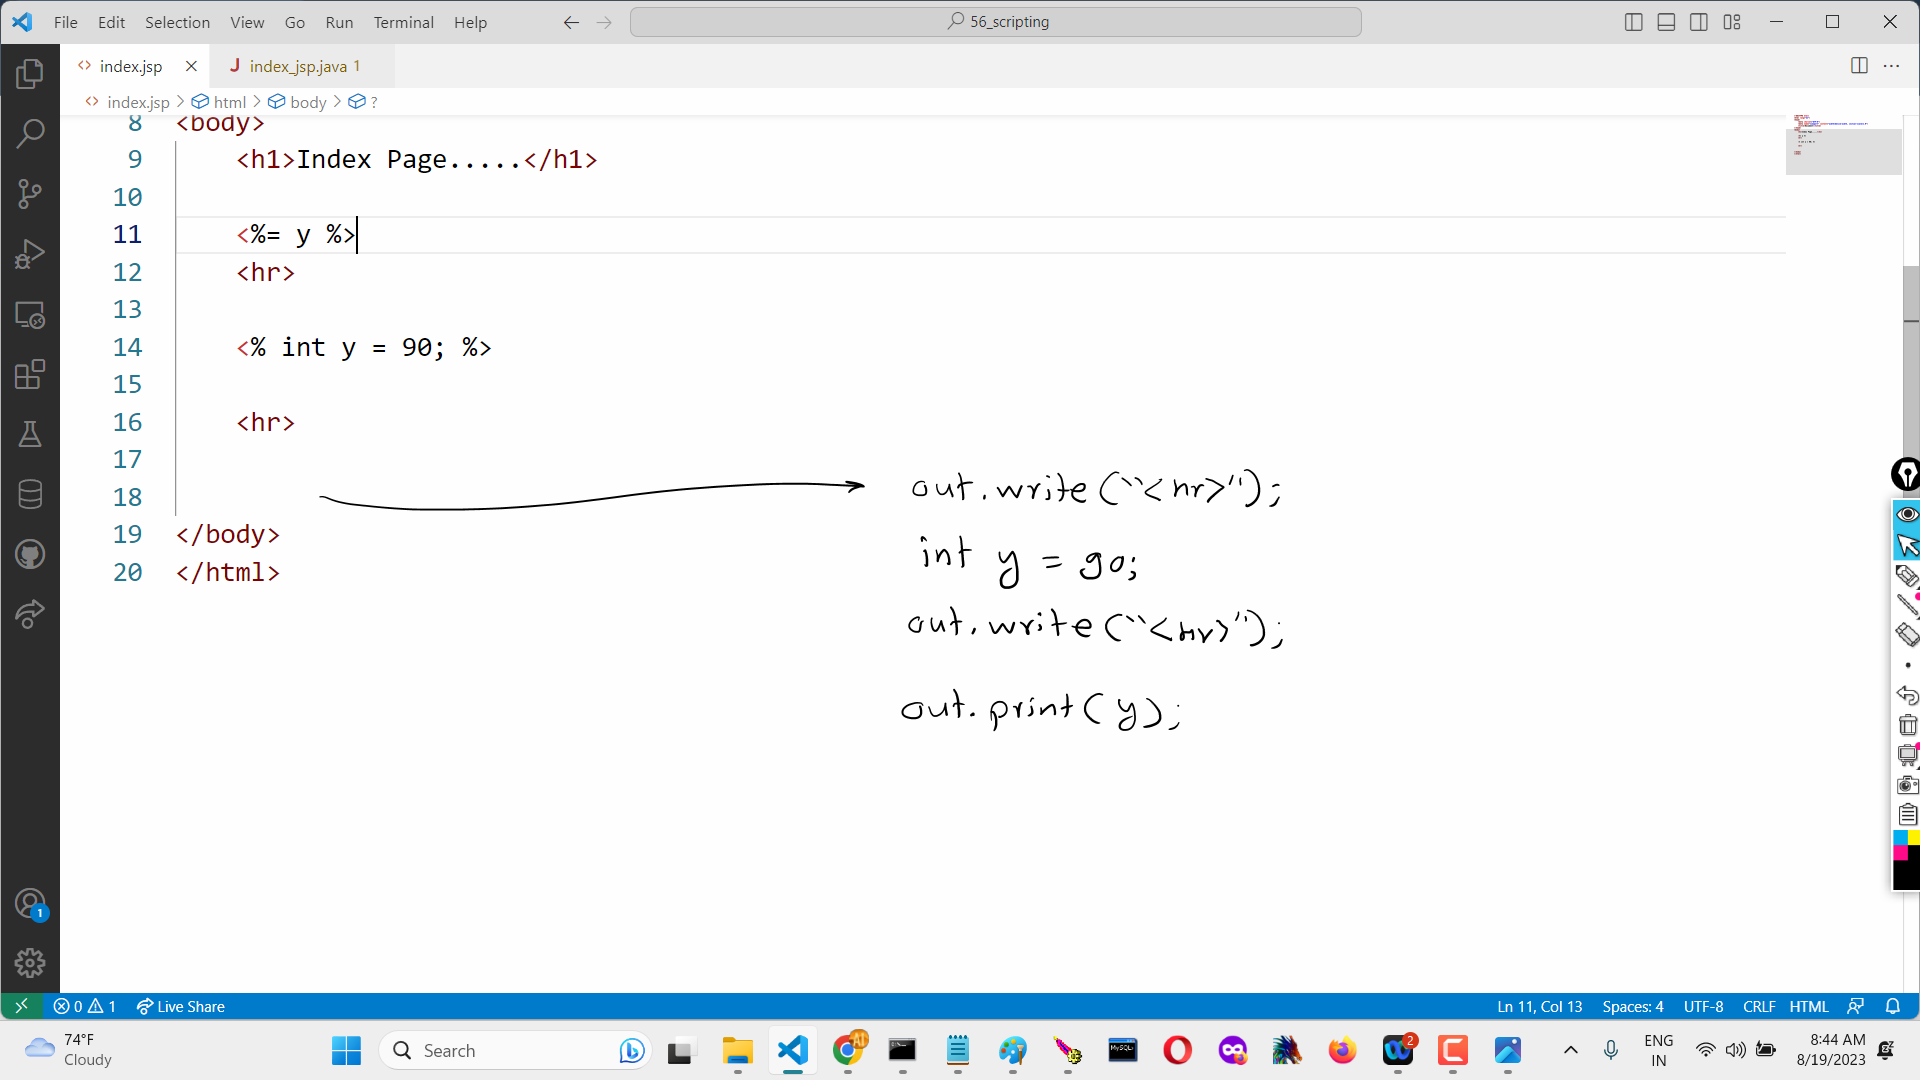 File Edit Selection View Go Run Terminal Help
56_scripting
index.jsp
index_jsp.java 1
index.jsp > html > body > ?
8 <body>
9 <h1>Index Page.....</h1>
10
11 <%= y %>
12 <hr>
13
14 <% int y = 90; %>
15
16 <hr>
17
18
19 </body>
20 </html>
out.write("<hr>");
int y = 90;
out.write("<hr>");
out.print(y);
1
0 1 Live Share
Ln 11, Col 13 Spaces: 4 UTF-8 CRLF HTML
74°F
Cloudy
Search
MySQL
2
ENG
IN
8:44 AM
8/19/2023